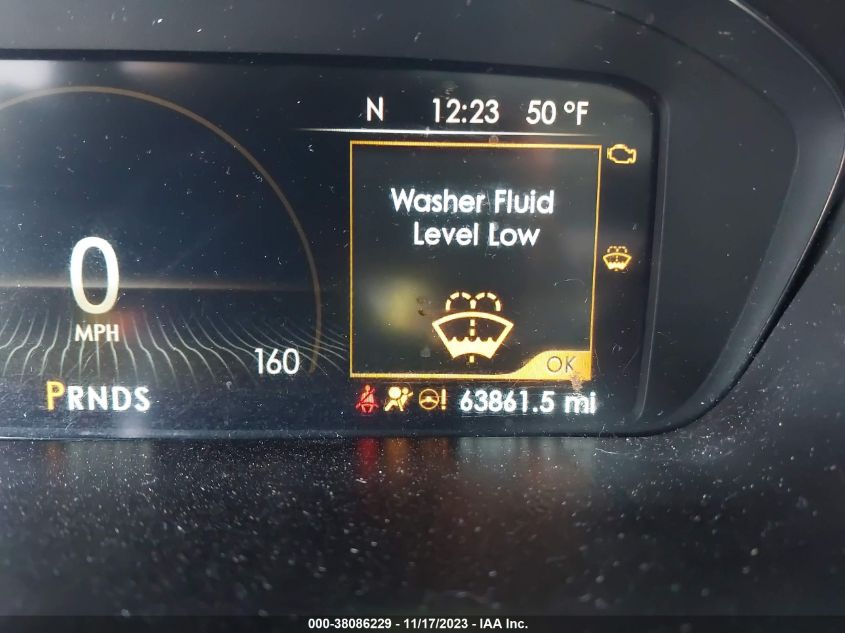 N 12:23 50 °F
Washer Fluid
Level Low
0
MPH
160
OK
PRNDS
! 63861.5 mi
000-38086229 - 11/17/2023 - IAA Inc.